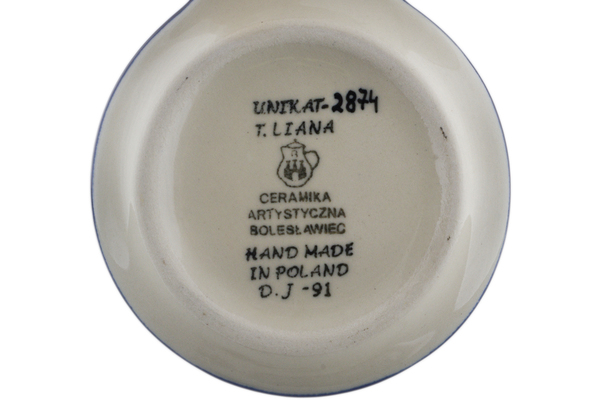 UNIKAT-2874
T. LIANA
CERAMIKA
ARTYSTYCZNA
BOLESŁAWIEC
HAND MADE
IN POLAND
D.J -91